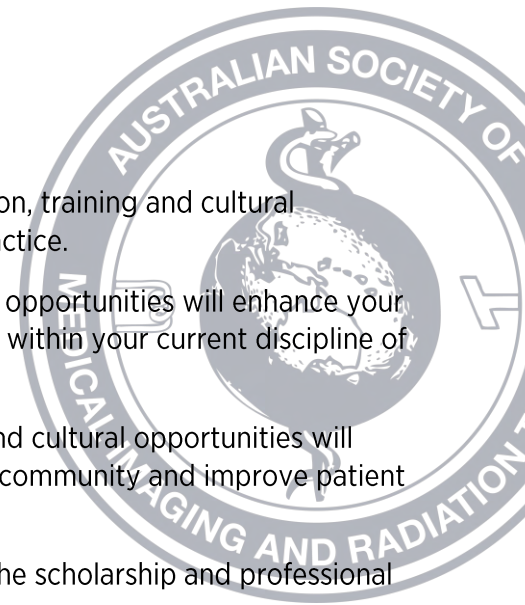 AUSTRALIAN SOCIETY OF
on, training and cultural
actice.
opportunities will enhance your
within your current discipline of
nd cultural opportunities will
community and improve patient
he scholarship and professional
MEDICAL IMAGING AND RADIATION T